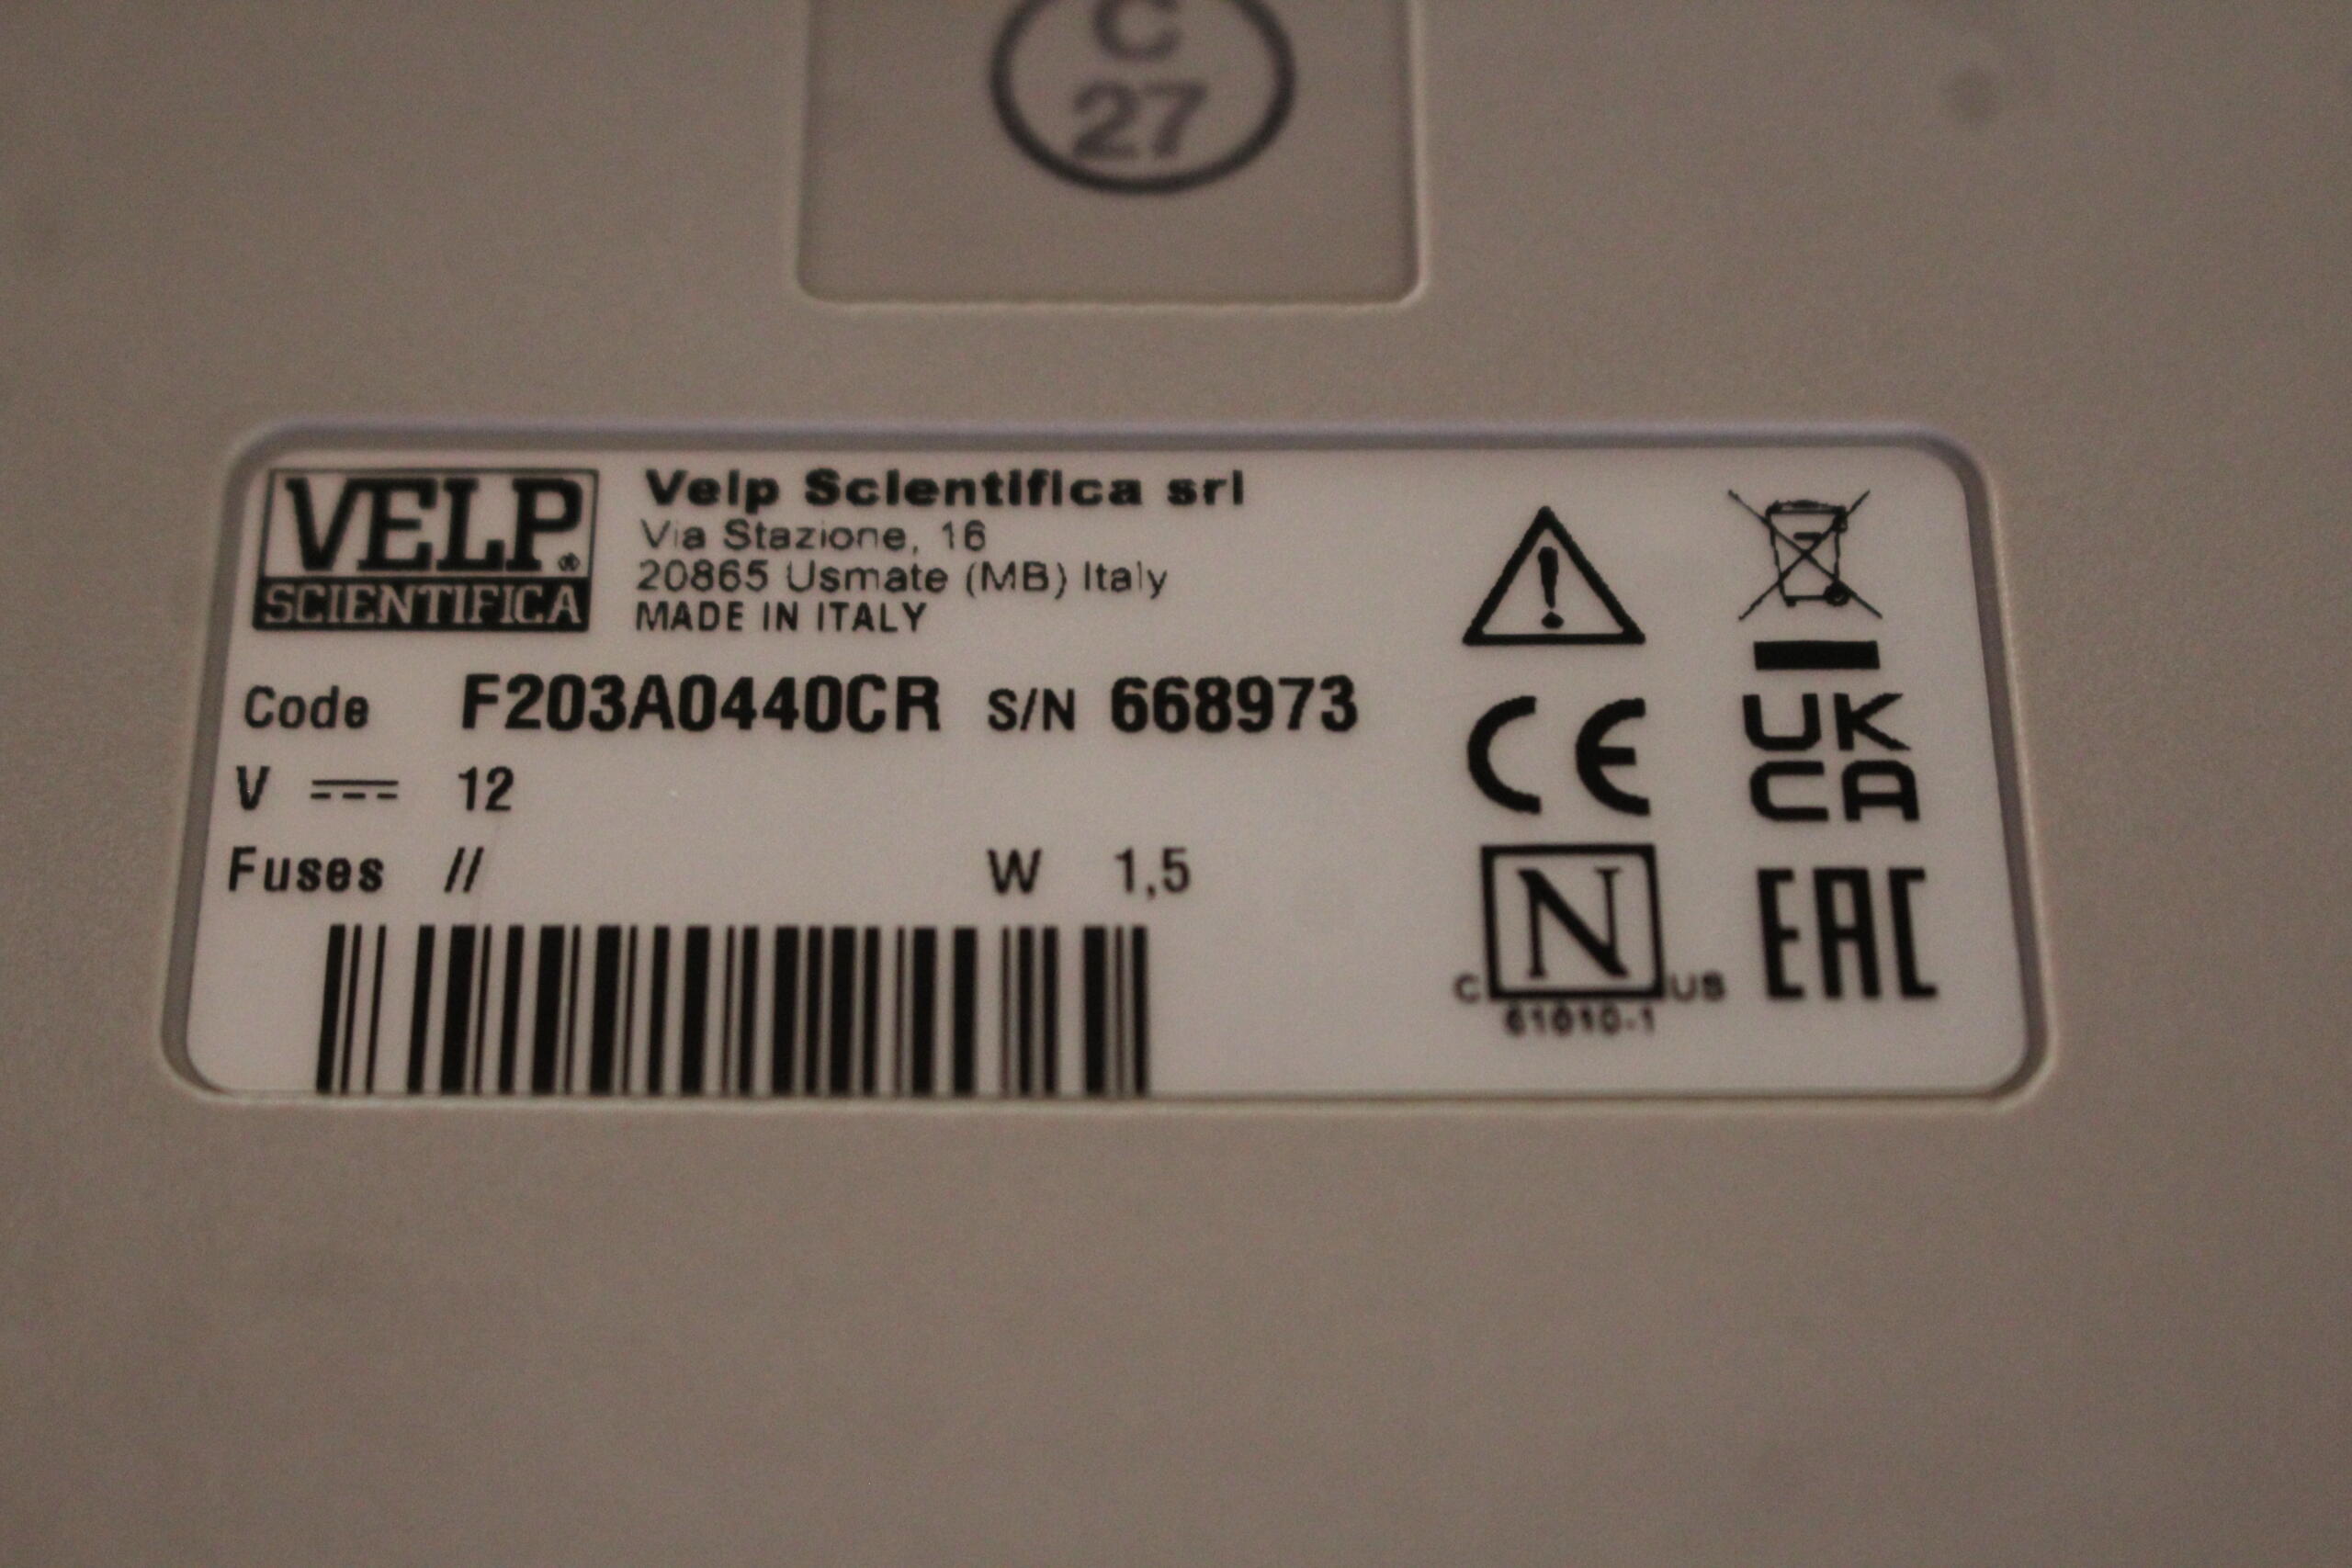 C
27
VELP®
SCIENTIFICA
Velp Scientifica srl
Via Stazione, 16
20865 Usmate (MB) Italy
MADE IN ITALY
Code F203A0440CR S/N 668973
V 12
Fuses // W 1,5
CE
UK
CA
N
C US
61010-1
EAC